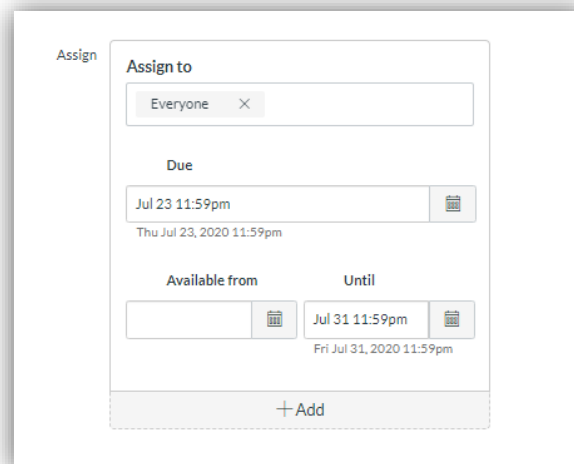 Assign
Assign to
Everyone ×
Due
Jul 23 11:59pm
Thu Jul 23, 2020 11:59pm
Available from Until
Jul 31 11:59pm
Fri Jul 31, 2020 11:59pm
+ Add